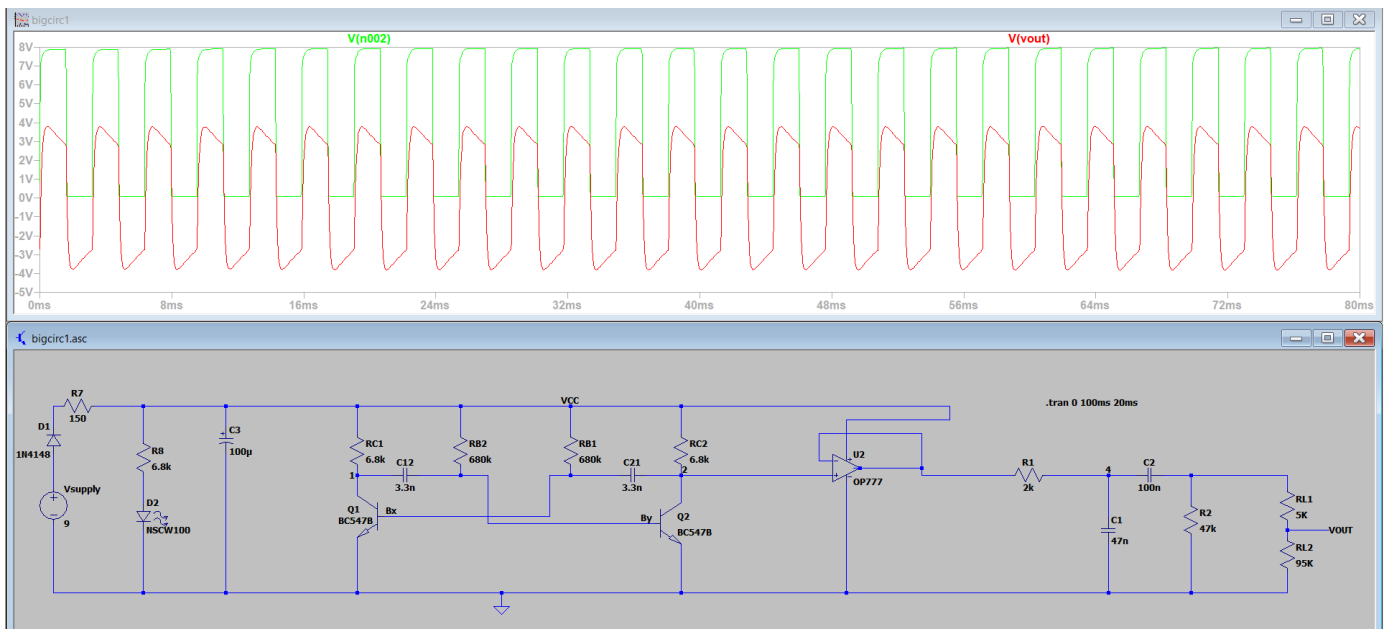 bigcirc1
V(n002) V(vout)
8V
7V
6V
5V
4V
3V
2V
1V
0V
-1V
-2V
-3V
-4V
-5V
0ms 8ms 16ms 24ms 32ms 40ms 48ms 56ms 64ms 72ms 80ms
bigcirc1.asc
R7
150
D1
1N4148
Vsupply
9
R8
6.8k
D2
NSCW100
C3
100µ
VCC
RC1
6.8k
C12
3.3n
RB2
680k
RB1
680k
C21
3.3n
RC2
6.8k
1
2
Q1
BC547B
Bx
By
Q2
BC547B
U2
OP777
.tran 0 100ms 20ms
R1
2k
4
C2
100n
C1
47n
R2
47k
RL1
5K
VOUT
RL2
95K